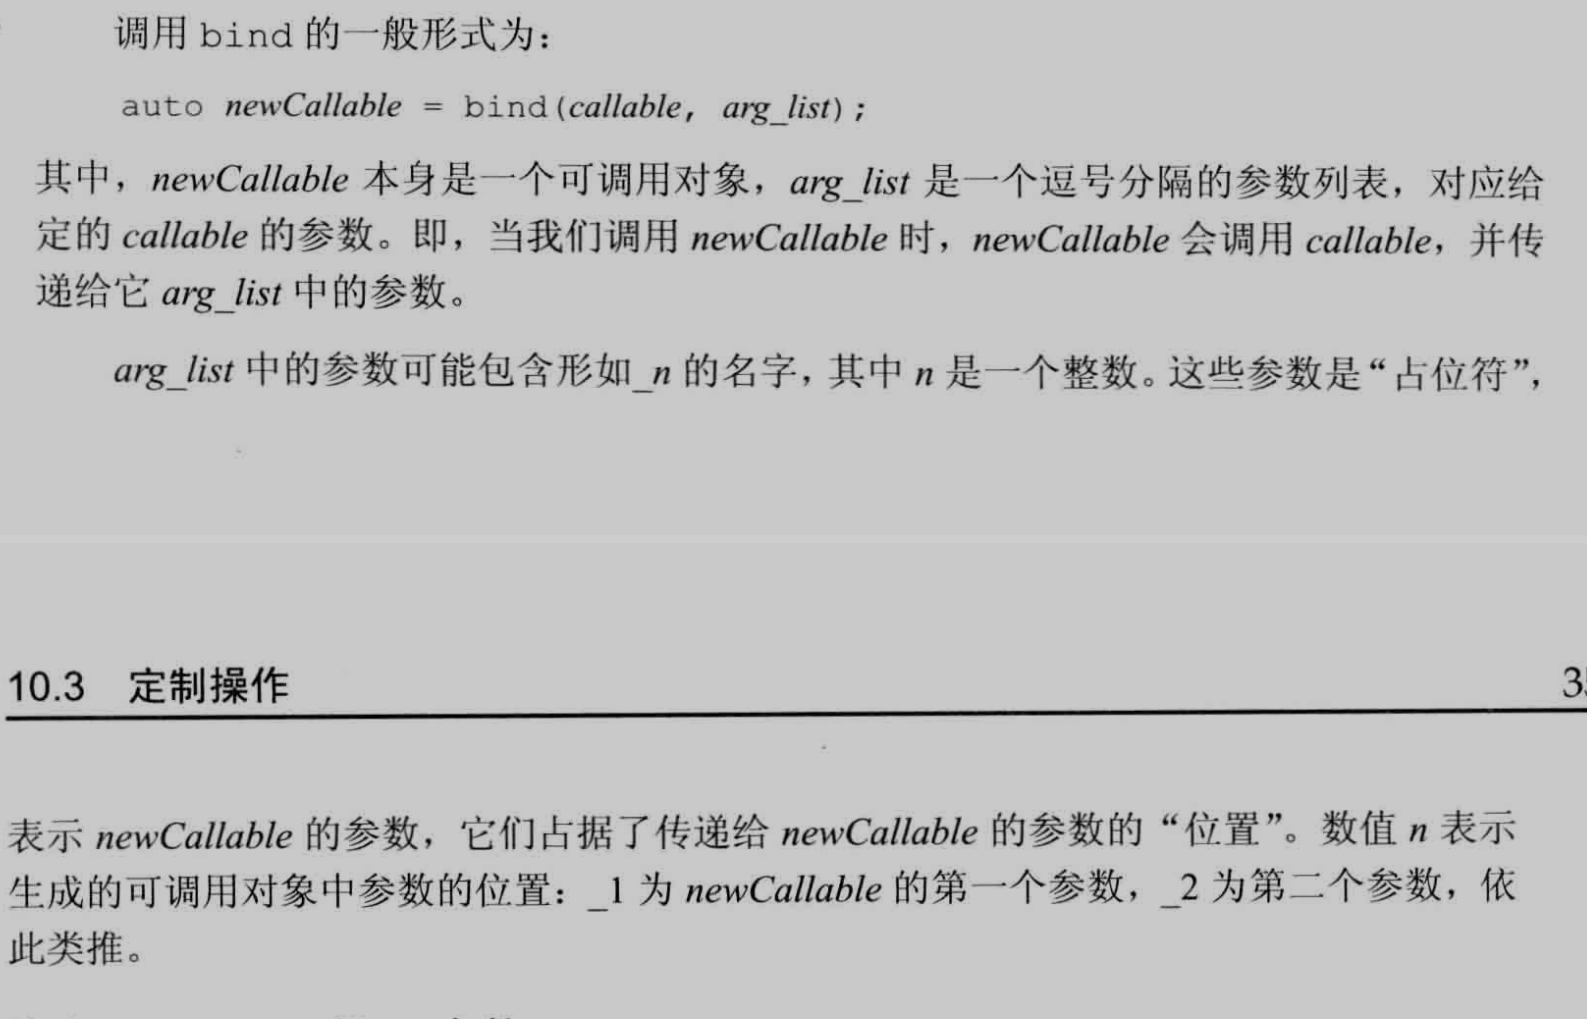 调用 bind 的一般形式为：
auto newCallable = bind(callable, arg_list);
其中，newCallable 本身是一个可调用对象，arg_list 是一个逗号分隔的参数列表，对应给
定的 callable 的参数。即，当我们调用 newCallable 时，newCallable 会调用 callable，并传
递给它 arg_list 中的参数。
arg_list 中的参数可能包含形如_n 的名字，其中 n 是一个整数。这些参数是“占位符”，
10.3 定制操作
表示 newCallable 的参数，它们占据了传递给 newCallable 的参数的“位置”。数值 n 表示
生成的可调用对象中参数的位置：_1 为 newCallable 的第一个参数，_2 为第二个参数，依
此类推。